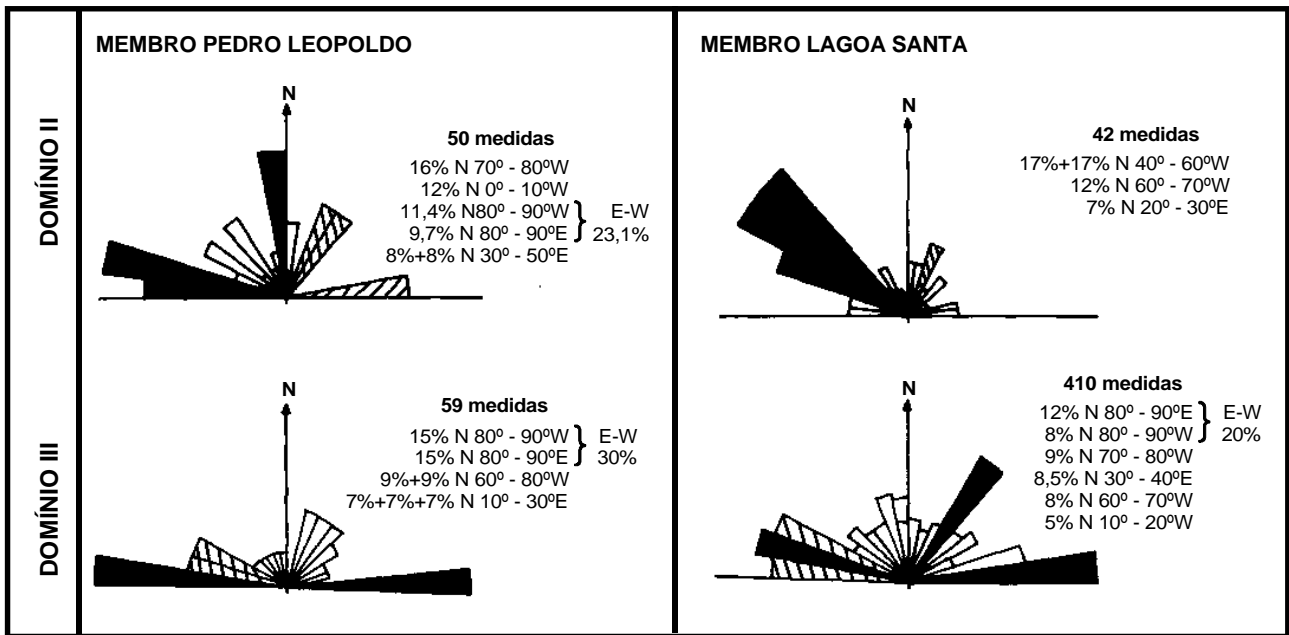 DOMÍNIO II
MEMBRO PEDRO LEOPOLDO
N
50 medidas
16% N 70º - 80ºW
12% N 0º - 10ºW
11,4% N80º - 90ºW } E-W
9,7% N 80º - 90ºE } 23,1%
8%+8% N 30º - 50ºE
MEMBRO LAGOA SANTA
N
42 medidas
17%+17% N 40º - 60ºW
12% N 60º - 70ºW
7% N 20º - 30ºE
DOMÍNIO III
N
59 medidas
15% N 80º - 90ºW } E-W
15% N 80º - 90ºE } 30%
9%+9% N 60º - 80ºW
7%+7%+7% N 10º - 30ºE
N
410 medidas
12% N 80º - 90ºE } E-W
8% N 80º - 90ºW } 20%
9% N 70º - 80ºW
8,5% N 30º - 40ºE
8% N 60º - 70ºW
5% N 10º - 20ºW